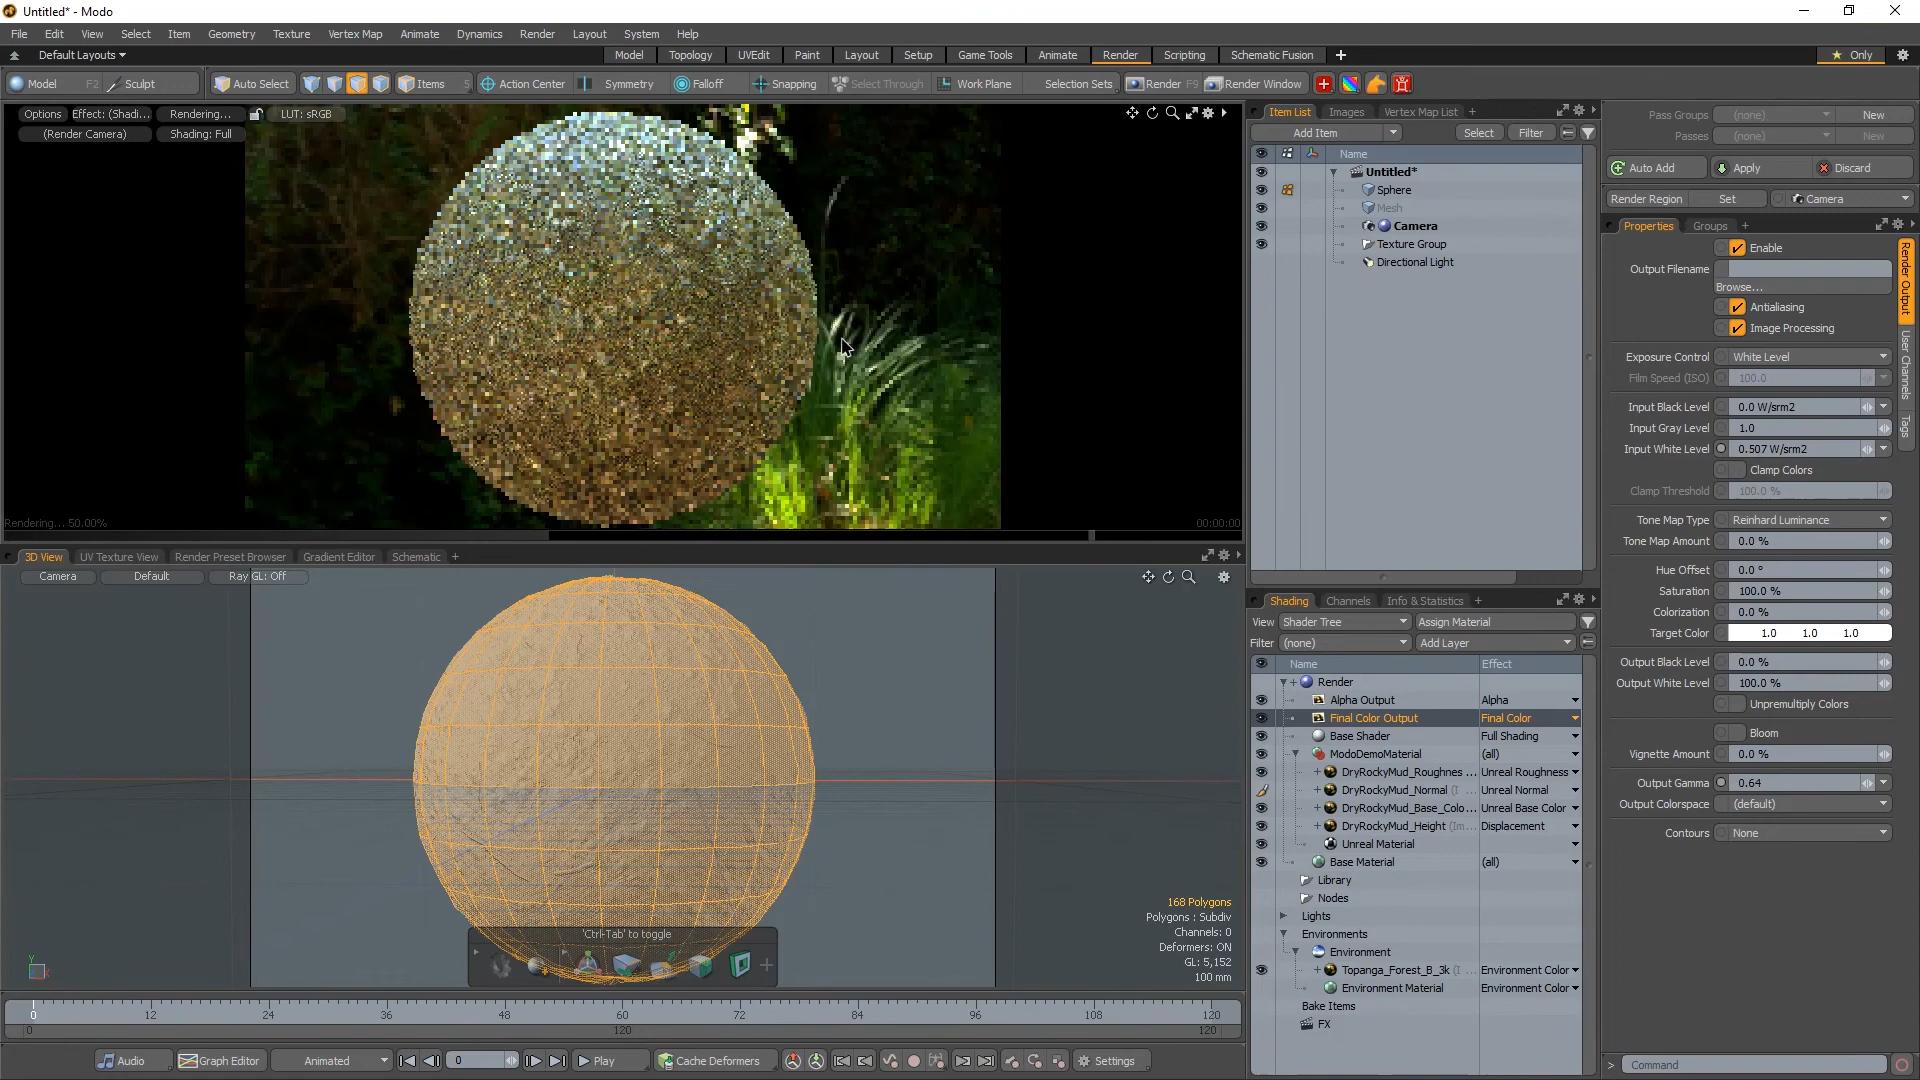 Untitled* - Modo
File Edit View Select Item Geometry Texture Vertex Map Animate Dynamics Render Layout System Help
Default Layouts Model Topology UVEdit Paint Layout Setup Game Tools Animate Render Scripting Schematic Fusion + Only
Model F2 Sculpt Auto Select Items 5 Action Center Symmetry Falloff Snapping Select Through Work Plane Selection Sets Render F9 Render Window
Options Effect: (Shadi... Rendering... LUT: sRGB
(Render Camera) Shading: Full
Rendering... 50.00% 00:00:00
3D View UV Texture View Render Preset Browser Gradient Editor Schematic +
Camera Default Ray GL: Off
'Ctrl-Tab' to toggle
168 Polygons
Polygons : Subdiv
Channels: 0
Deformers: ON
GL: 5,152
100 mm
Y
0 12 24 36 48 60 72 84 96 108 120
0 120 120
Audio Graph Editor Animated 0 Play Cache Deformers Settings
Item List Images Vertex Map List +
Add Item Select Filter
Name
Untitled*
Sphere
Mesh
Camera
Texture Group
Directional Light
Shading Channels Info & Statistics +
View Shader Tree Assign Material
Filter (none) Add Layer
Name Effect
Render
Alpha Output Alpha
Final Color Output Final Color
Base Shader Full Shading
ModoDemoMaterial (all)
DryRockyMud_Roughnes ... Unreal Roughness
DryRockyMud_Normal (I ... Unreal Normal
DryRockyMud_Base_Colo... Unreal Base Color
DryRockyMud_Height (Im... Displacement
Unreal Material
Base Material (all)
Library
Nodes
Lights
Environments
Environment
Topanga_Forest_B_3k (I ... Environment Color
Environment Material Environment Color
Bake Items
FX
Pass Groups (none) New
Passes (none) New
Auto Add Apply Discard
Render Region Set Camera
Properties Groups +
Enable
Output Filename
Browse...
Antialiasing
Image Processing
Exposure Control White Level
Film Speed (ISO) 100.0
Input Black Level 0.0 W/srm2
Input Gray Level 1.0
Input White Level 0.507 W/srm2
Clamp Colors
Clamp Threshold 100.0 %
Tone Map Type Reinhard Luminance
Tone Map Amount 0.0 %
Hue Offset 0.0 °
Saturation 100.0 %
Colorization 0.0 %
Target Color 1.0 1.0 1.0
Output Black Level 0.0 %
Output White Level 100.0 %
Unpremultiply Colors
Bloom
Vignette Amount 0.0 %
Output Gamma 0.64
Output Colorspace (default)
Contours None
Render Output
User Channels
Tags
> Command